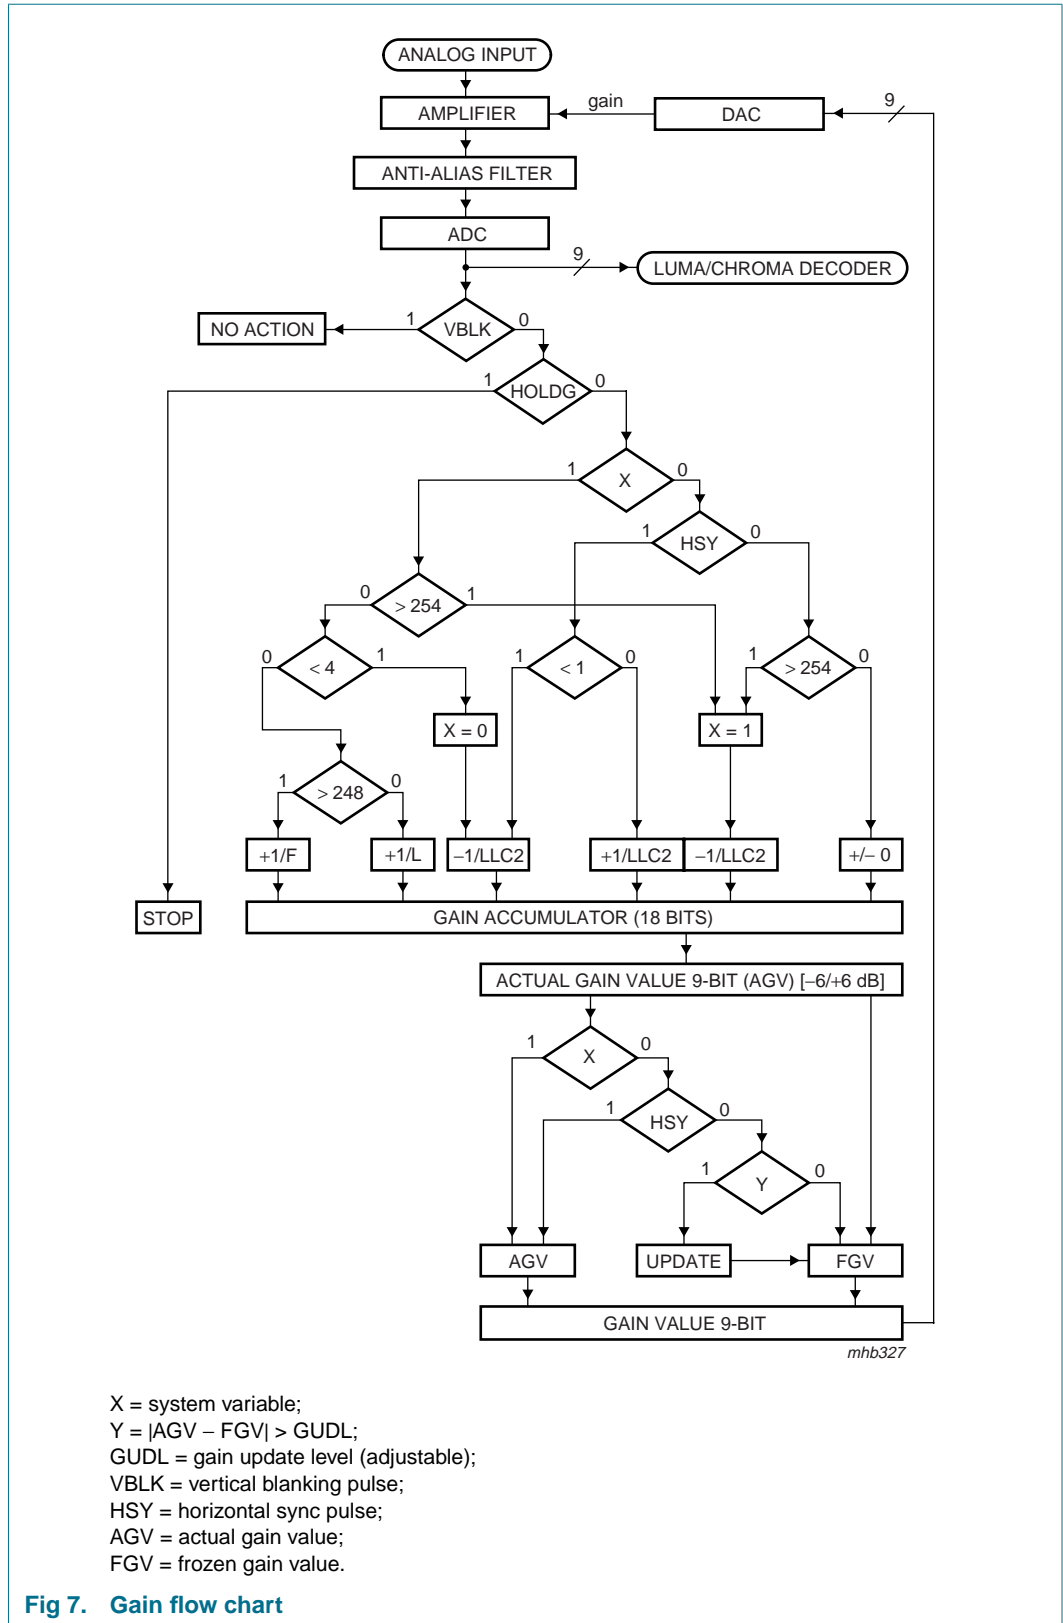 ANALOG INPUT
AMPLIFIER
gain
DAC
9
ANTI-ALIAS FILTER
ADC
9
LUMA/CHROMA DECODER
NO ACTION
1
VBLK
0
1
HOLDG
0
1
X
0
1
HSY
0
0
> 254
1
0
< 4
1
1
< 1
0
1
> 254
0
X = 0
X = 1
1
> 248
0
+1/F
+1/L
−1/LLC2
+1/LLC2
−1/LLC2
+/− 0
STOP
GAIN ACCUMULATOR (18 BITS)
ACTUAL GAIN VALUE 9-BIT (AGV) [−6/+6 dB]
1
X
0
1
HSY
0
1
Y
0
AGV
UPDATE
FGV
GAIN VALUE 9-BIT
mhb327
X = system variable;
Y = |AGV − FGV| > GUDL;
GUDL = gain update level (adjustable);
VBLK = vertical blanking pulse;
HSY = horizontal sync pulse;
AGV = actual gain value;
FGV = frozen gain value.
Fig 7. Gain flow chart